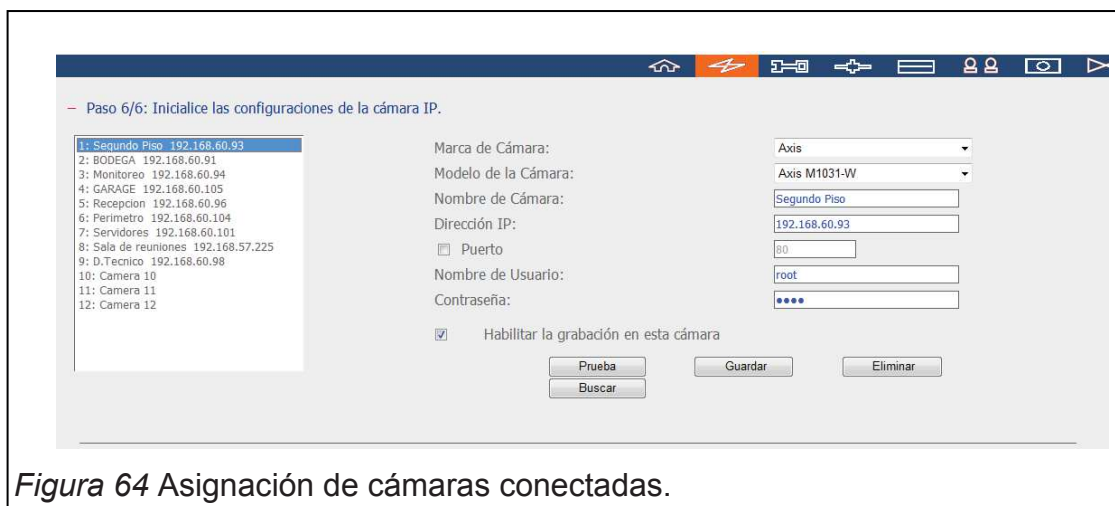 – Paso 6/6: Inicialice las configuraciones de la cámara IP.
1: Segundo Piso 192.168.60.93
2: BODEGA 192.168.60.91
3: Monitoreo 192.168.60.94
4: GARAGE 192.168.60.105
5: Recepcion 192.168.60.96
6: Perimetro 192.168.60.104
7: Servidores 192.168.60.101
8: Sala de reuniones 192.168.57.225
9: D.Tecnico 192.168.60.98
10: Camera 10
11: Camera 11
12: Camera 12
Marca de Cámara: Axis
Modelo de la Cámara: Axis M1031-W
Nombre de Cámara: Segundo Piso
Dirección IP: 192.168.60.93
Puerto 80
Nombre de Usuario: root
Contraseña: ••••
Habilitar la grabación en esta cámara
Prueba Guardar Eliminar
Buscar
Figura 64 Asignación de cámaras conectadas.